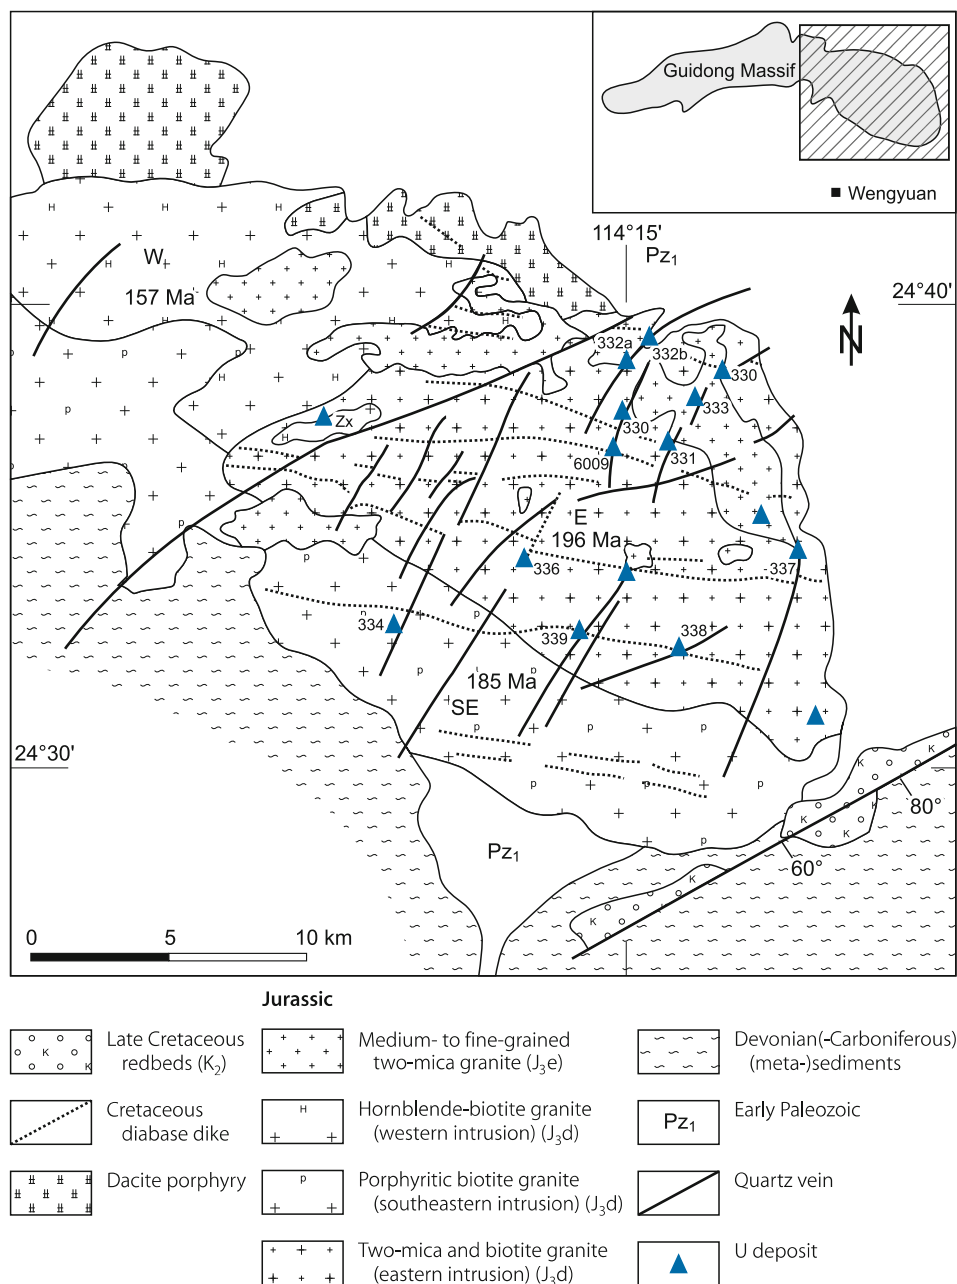 Guidong Massif
Wengyuan
114°15'
Pz1
24°40'
N
W
157 Ma
H
p
K
332a
332b
330
333
Zx
330
331
6009
E
196 Ma
336
337
334
339
338
185 Ma
SE
24°30'
80°
60°
Pz1
0 5 10 km
Jurassic
Late Cretaceous
redbeds (K2)
Medium- to fine-grained
two-mica granite (J3e)
Devonian(-Carboniferous)
(meta-)sediments
Cretaceous
diabase dike
Hornblende-biotite granite
(western intrusion) (J3d)
Pz1 Early Paleozoic
Dacite porphyry
Porphyritic biotite granite
(southeastern intrusion) (J3d)
Quartz vein
Two-mica and biotite granite
(eastern intrusion) (J3d)
U deposit